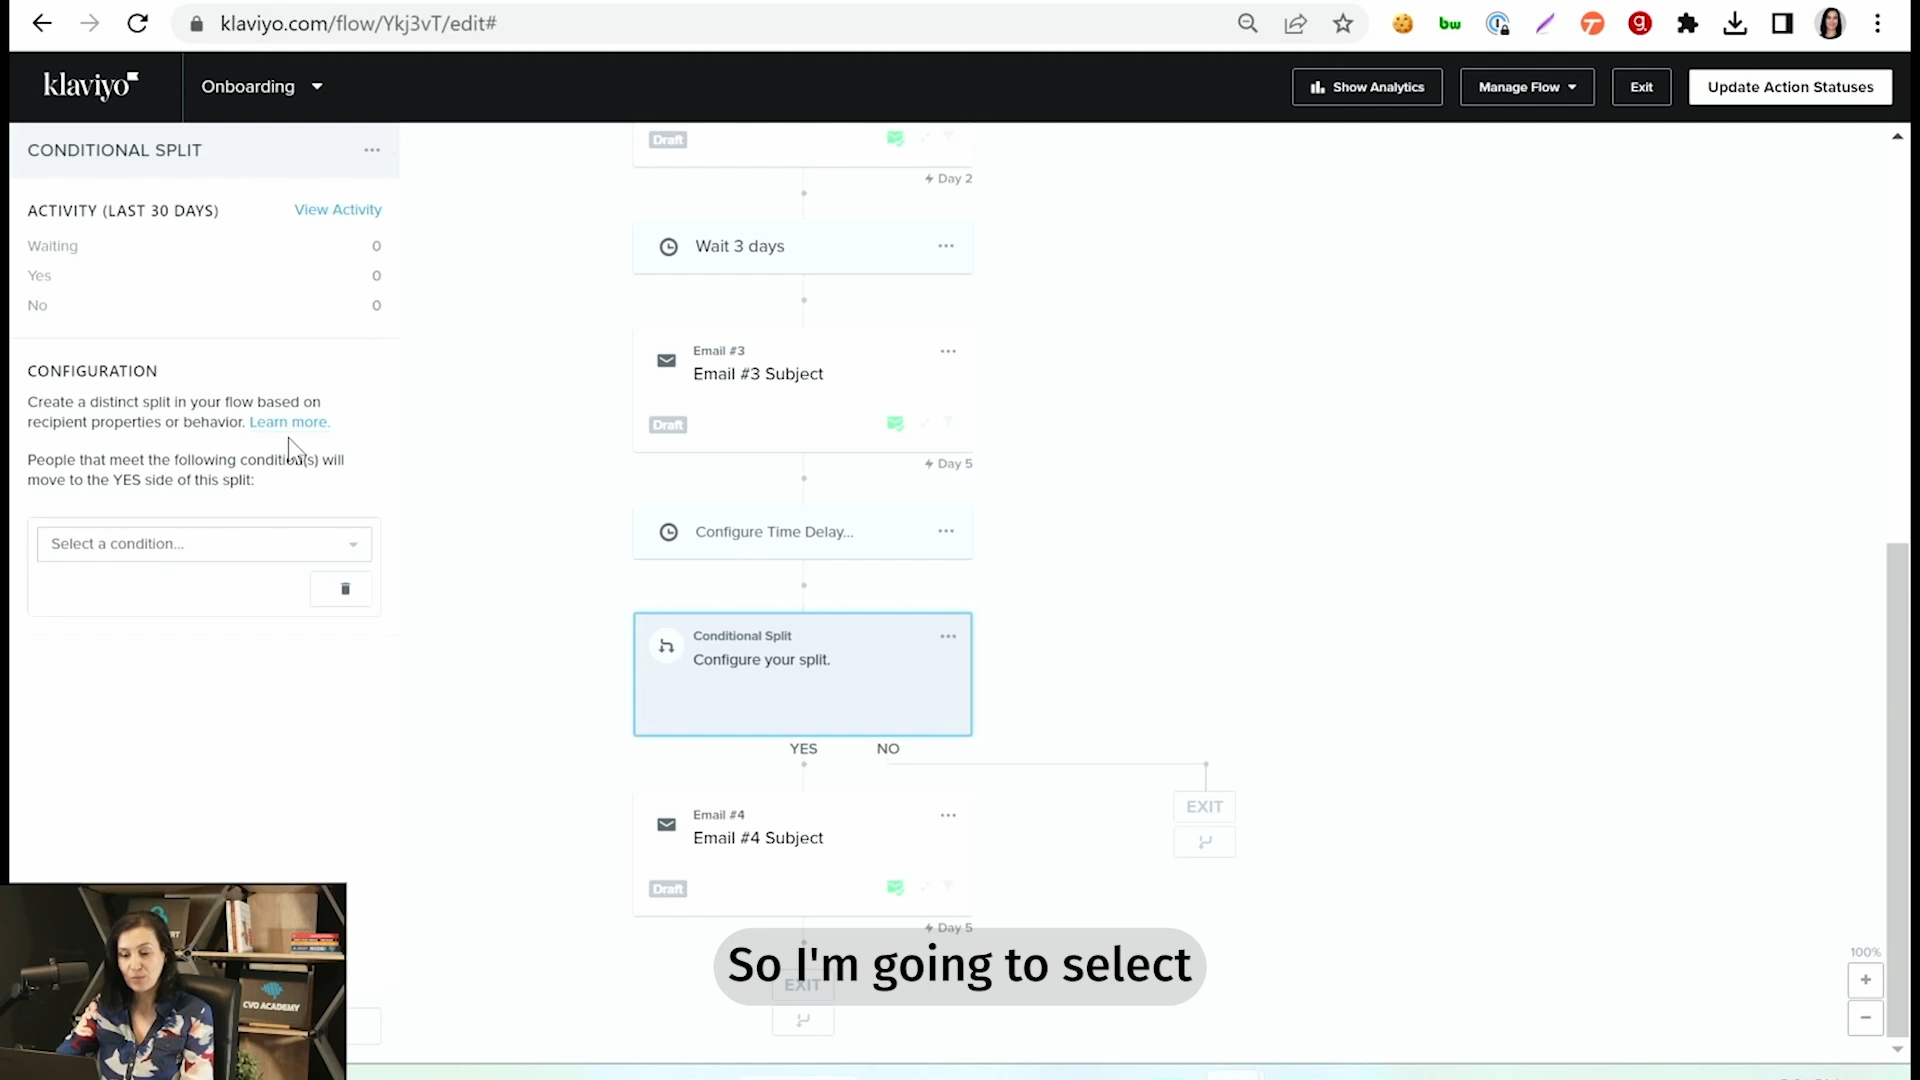 klaviyo.com/flow/Ykj3vT/edit#
bw
klaviyo
Onboarding
Show Analytics
Manage Flow
Exit
Update Action Statuses
CONDITIONAL SPLIT
ACTIVITY (LAST 30 DAYS)
View Activity
Waiting 0
Yes 0
No 0
CONFIGURATION
Create a distinct split in your flow based on
recipient properties or behavior. Learn more.
People that meet the following condition(s) will
move to the YES side of this split:
Select a condition...
Draft
Day 2
Wait 3 days
Email #3
Email #3 Subject
Draft
Day 5
Configure Time Delay...
Conditional Split
Configure your split.
YES NO
EXIT
Email #4
Email #4 Subject
Draft
Day 5
So I'm going to select
EXIT
100%
CVO ACADEMY